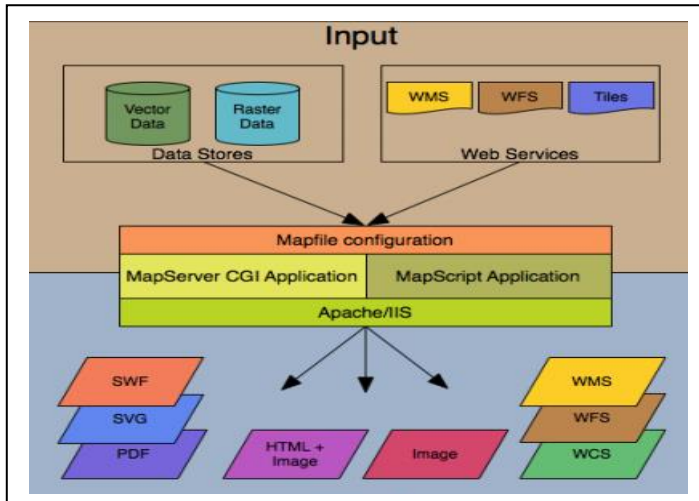 Input
Vector
Data
Raster
Data
Data Stores
WMS
WFS
Tiles
Web Services
Mapfile configuration
MapServer CGI Application
MapScript Application
Apache/IIS
SWF
SVG
PDF
HTML +
Image
Image
WMS
WFS
WCS